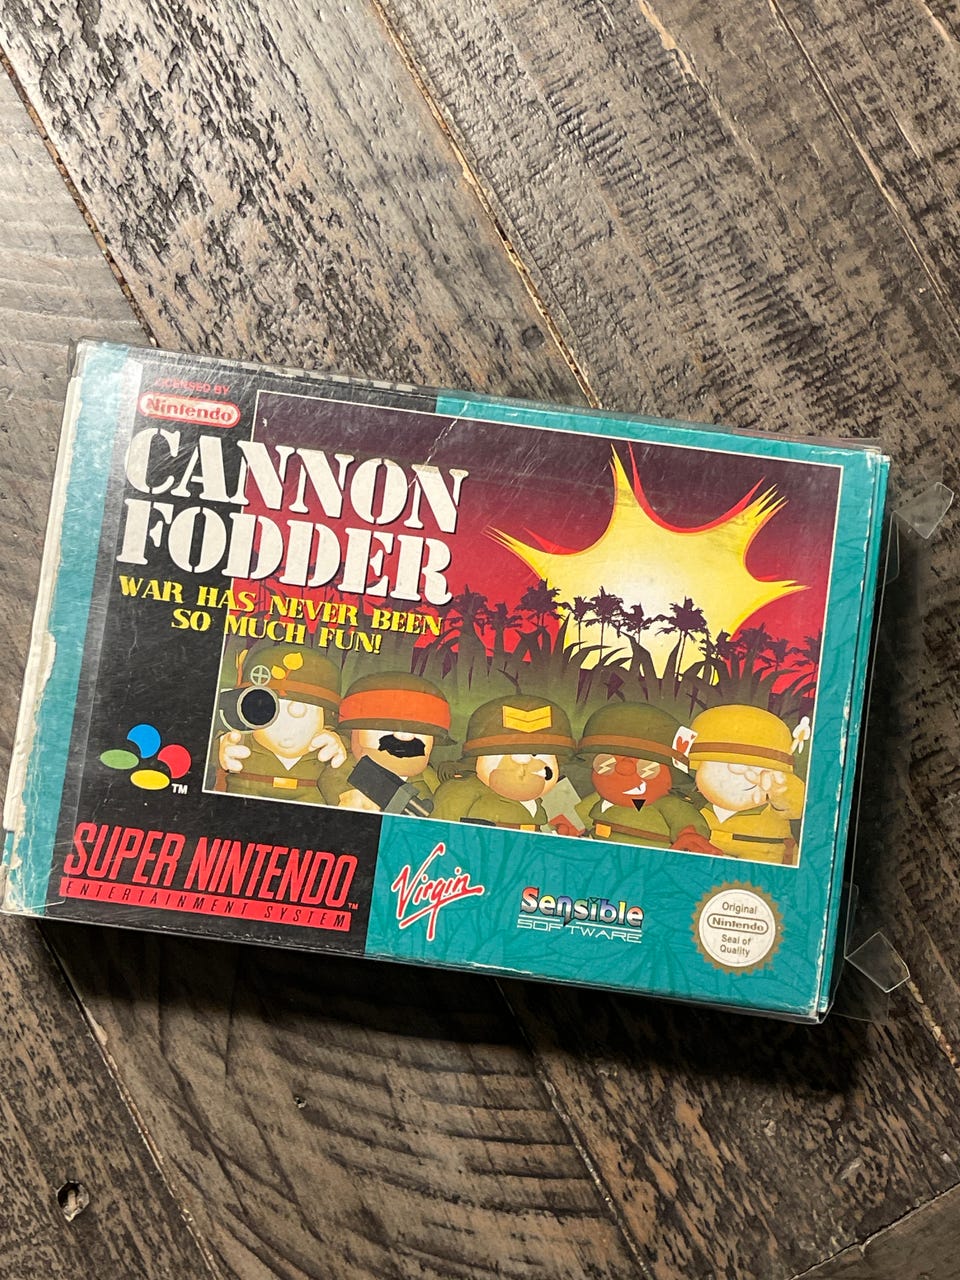 LICENSED BY
Nintendo
CANNON
FODDER
WAR HAS NEVER BEEN
SO MUCH FUN!
TM
SUPER NINTENDO TM
ENTERTAINMENT SYSTEM
Virgin
Sensible
SOFTWARE
Original
Nintendo
Seal of
Quality